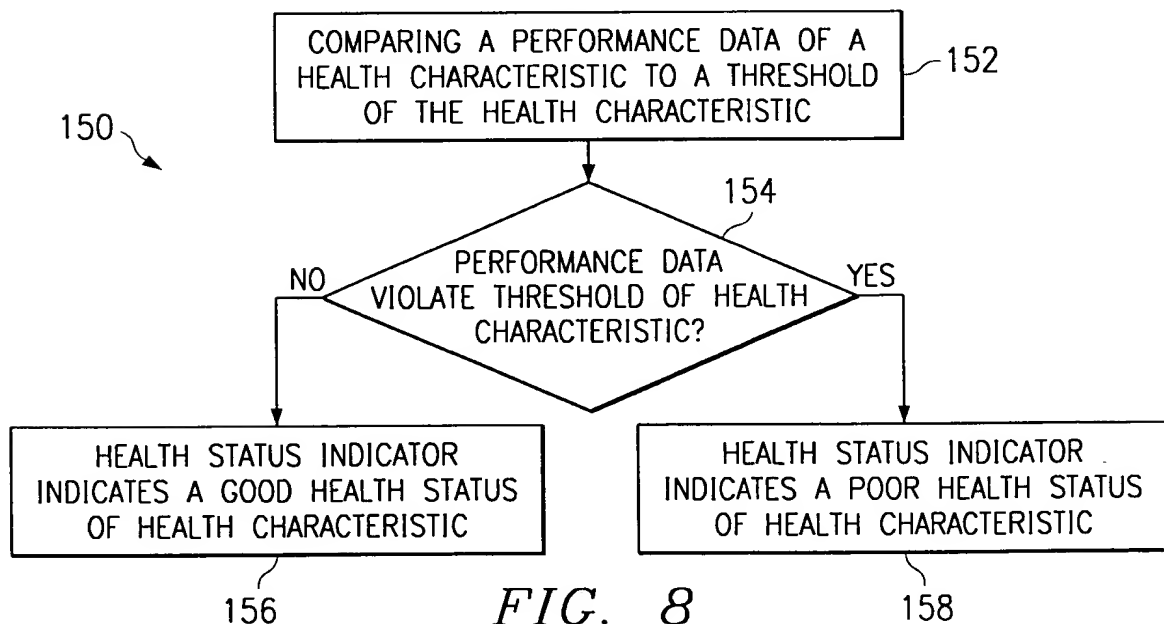 COMPARING A PERFORMANCE DATA OF A
HEALTH CHARACTERISTIC TO A THRESHOLD
OF THE HEALTH CHARACTERISTIC
152
150
154
NO
PERFORMANCE DATA
VIOLATE THRESHOLD OF HEALTH
CHARACTERISTIC?
YES
HEALTH STATUS INDICATOR
INDICATES A GOOD HEALTH STATUS
OF HEALTH CHARACTERISTIC
HEALTH STATUS INDICATOR
INDICATES A POOR HEALTH STATUS
OF HEALTH CHARACTERISTIC
156
FIG. 8
158